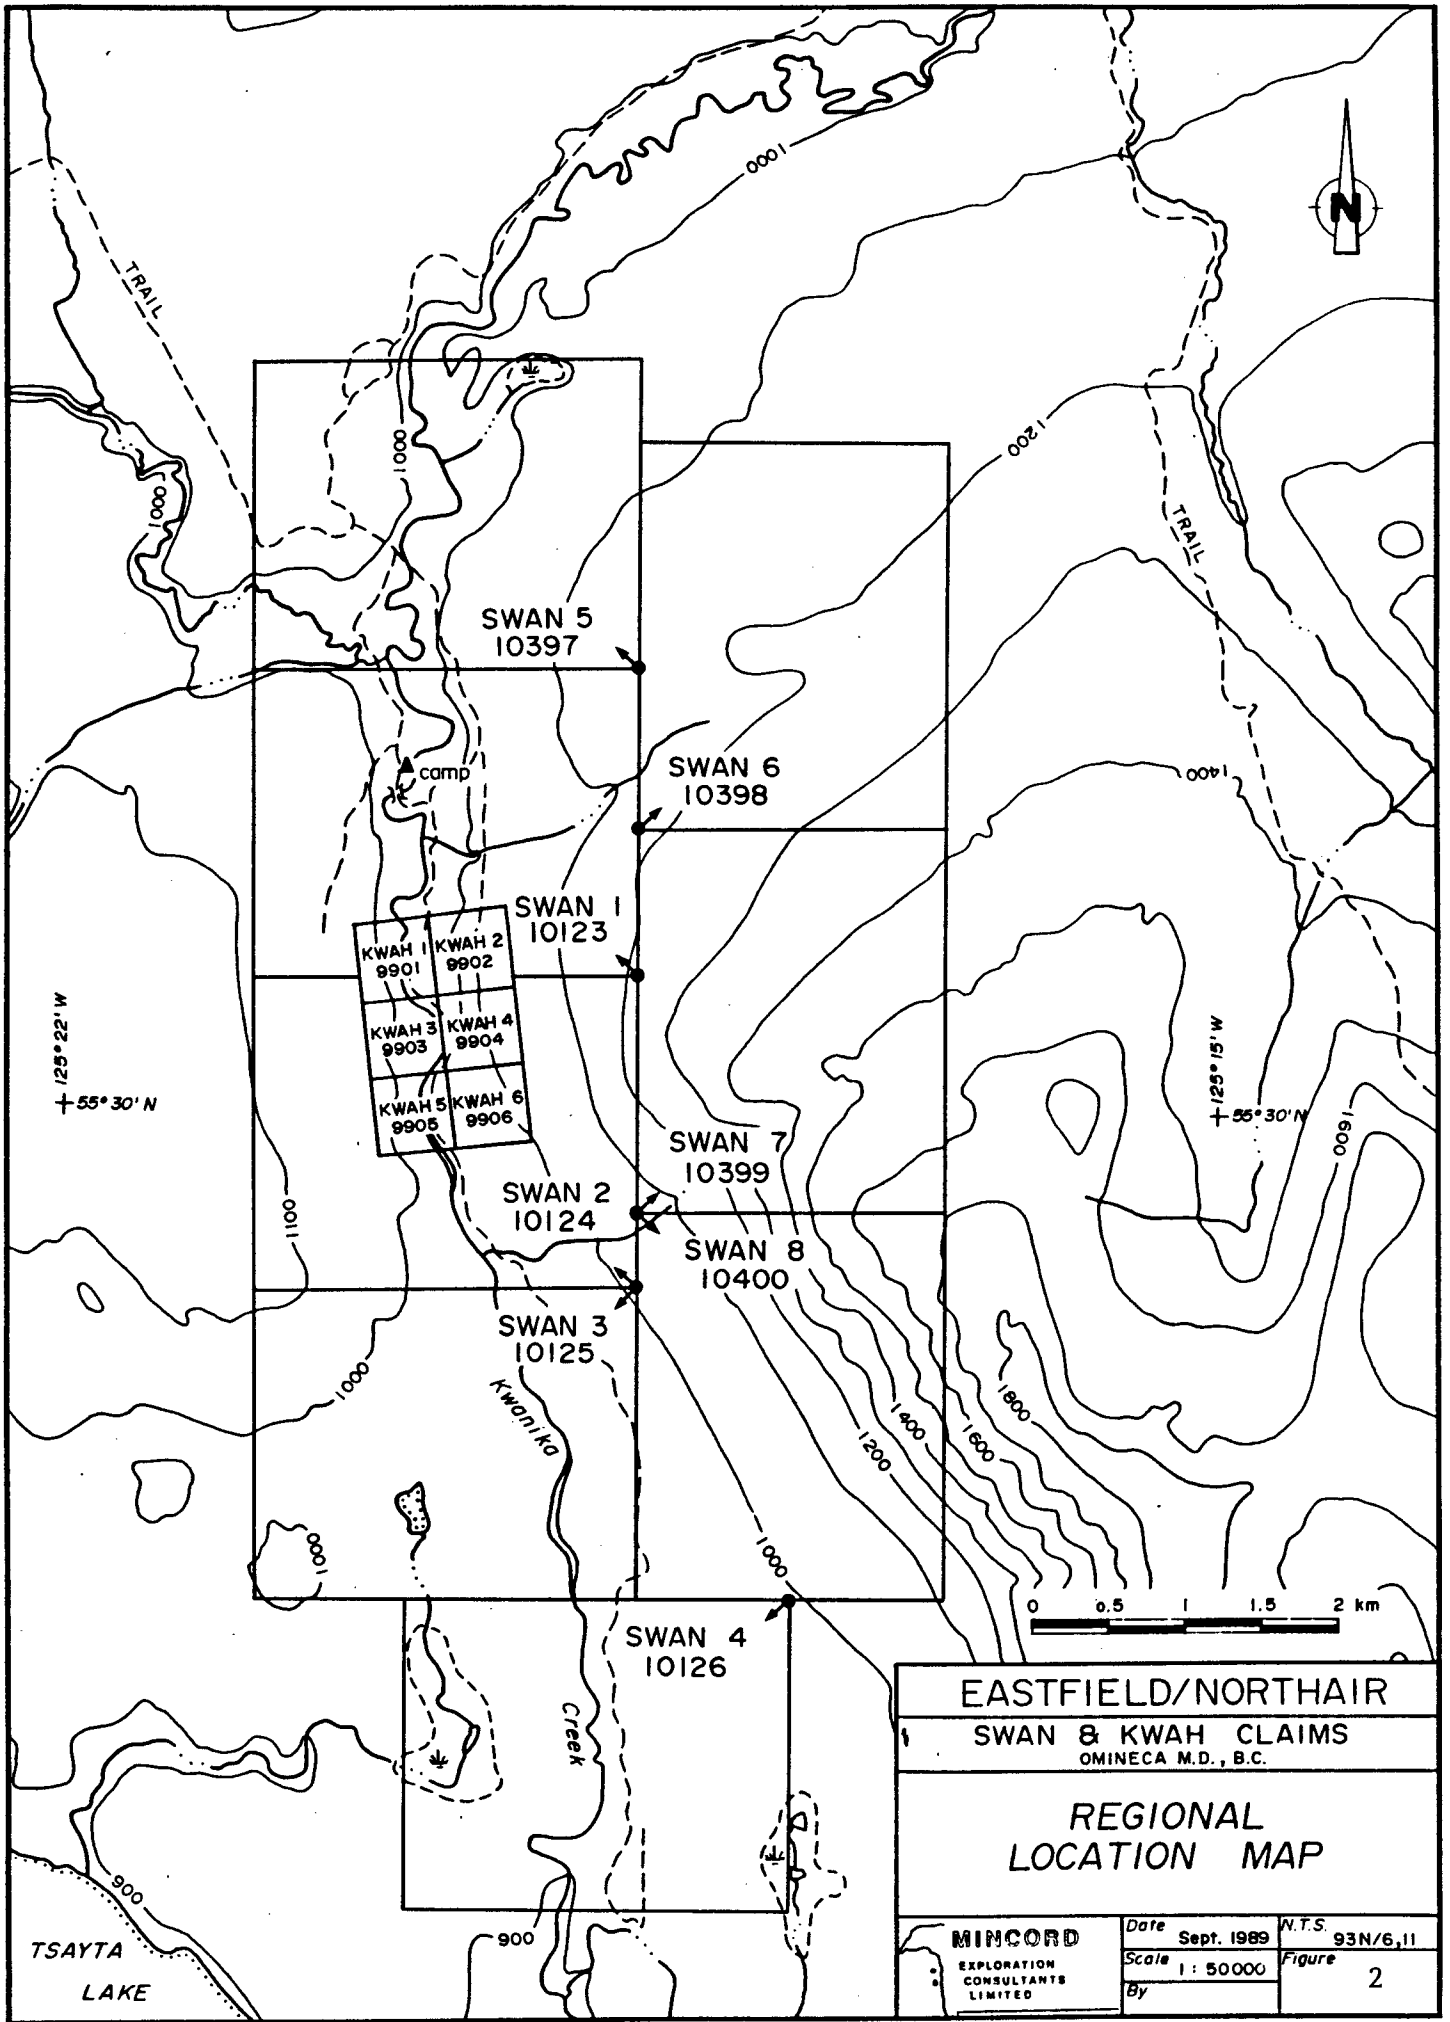 1000
N
TRAIL
1000
1200
1000
TRAIL
SWAN 5
10397
SWAN 6
10398
1400
camp
SWAN 1
10123
KWAH 1
9901
KWAH 2
9902
KWAH 3
9903
KWAH 4
9904
KWAH 5
9905
KWAH 6
9906
125° 22' W
55° 30' N
125° 15' W
55° 30' N
1600
SWAN 7
10399
SWAN 2
10124
1100
SWAN 8
10400
SWAN 3
10125
1000
Kwanika
1800
1400
1600
1200
1000
1000
0 0.5 1 1.5 2 km
SWAN 4
10126
Creek
900
900
TSAYTA
LAKE
EASTFIELD/NORTHAIR
SWAN & KWAH CLAIMS
OMINECA M.D., B.C.
REGIONAL
LOCATION MAP
MINCORD
EXPLORATION
CONSULTANTS
LIMITED
Date
Sept. 1989
N.T.S.
93N/6,11
Scale
1 : 50000
Figure
2
By